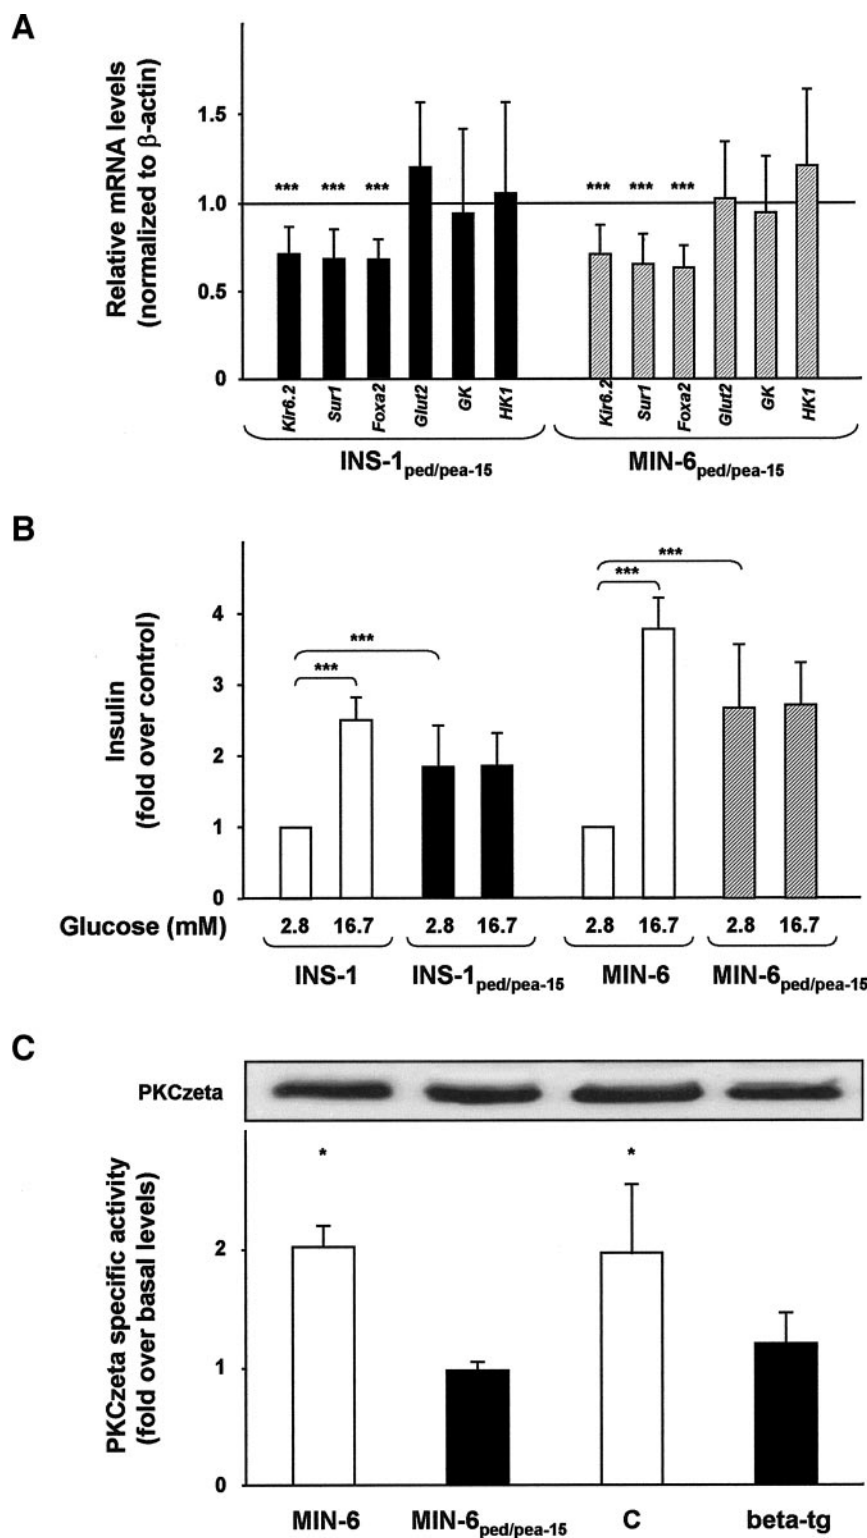 A
Relative mRNA levels
(normalized to β-actin)
1.5
1.0
0.5
0
*** *** *** *** *** ***
Kir6.2 Sur1 Foxa2 Glut2 GK HK1 Kir6.2 Sur1 Foxa2 Glut2 GK HK1
INS-1ped/pea-15 MIN-6ped/pea-15
B
Insulin
(fold over control)
4
3
2
1
0
***
***
***
***
Glucose (mM) 2.8 16.7 2.8 16.7 2.8 16.7 2.8 16.7
INS-1 INS-1ped/pea-15 MIN-6 MIN-6ped/pea-15
C
PKCzeta
PKCzeta specific activity
(fold over basal levels)
* *
2
1
0
MIN-6 MIN-6ped/pea-15 C beta-tg